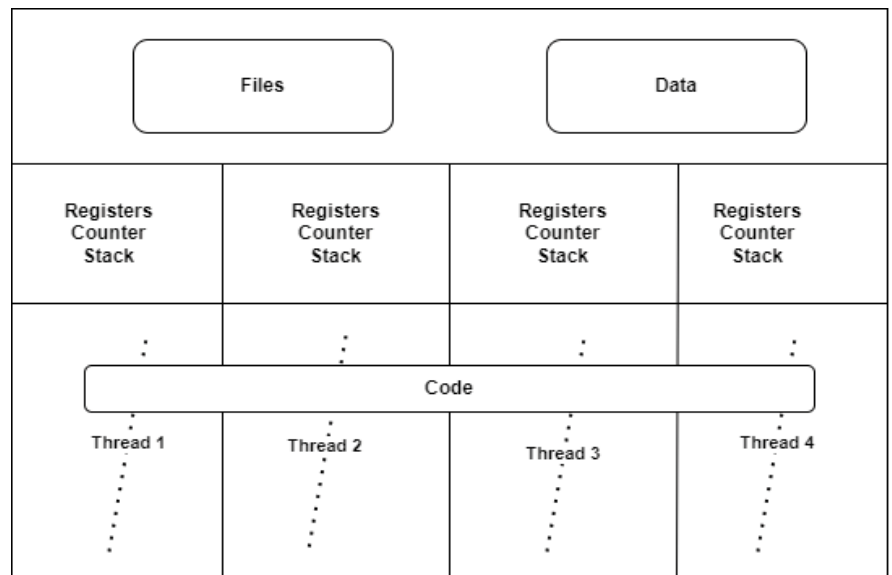 Files
Data
Registers
Counter
Stack
Registers
Counter
Stack
Registers
Counter
Stack
Registers
Counter
Stack
Code
Thread 1
Thread 2
Thread 3
Thread 4